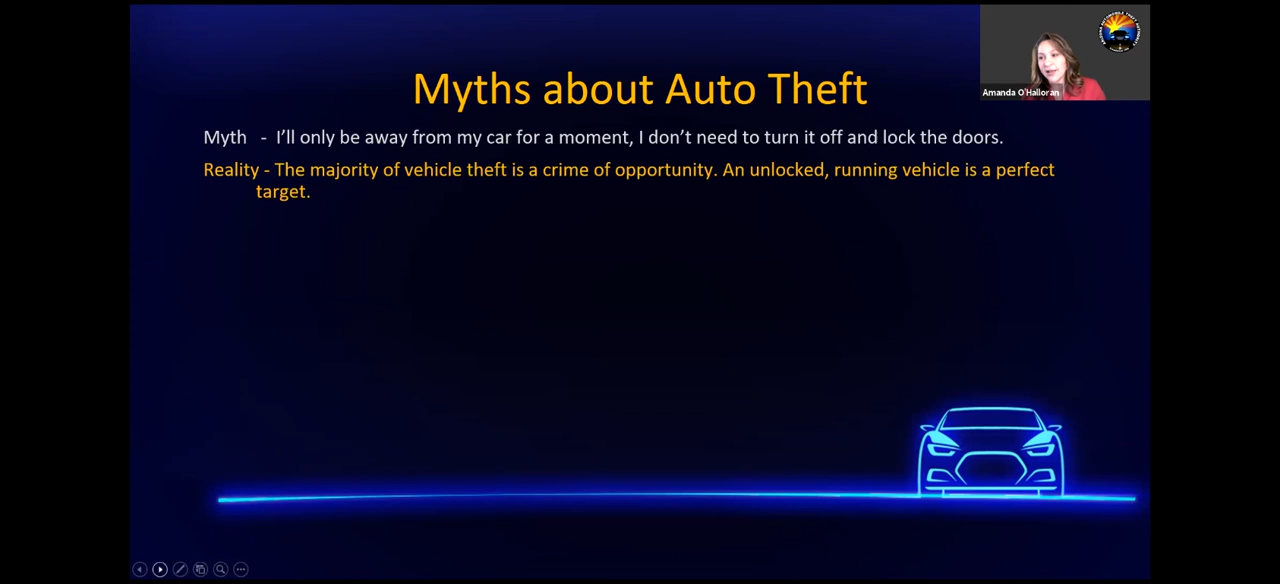 Myths about Auto Theft
Amanda O'Halloran
Myth - I'll only be away from my car for a moment, I don't need to turn it off and lock the doors.
Reality - The majority of vehicle theft is a crime of opportunity. An unlocked, running vehicle is a perfect
target.